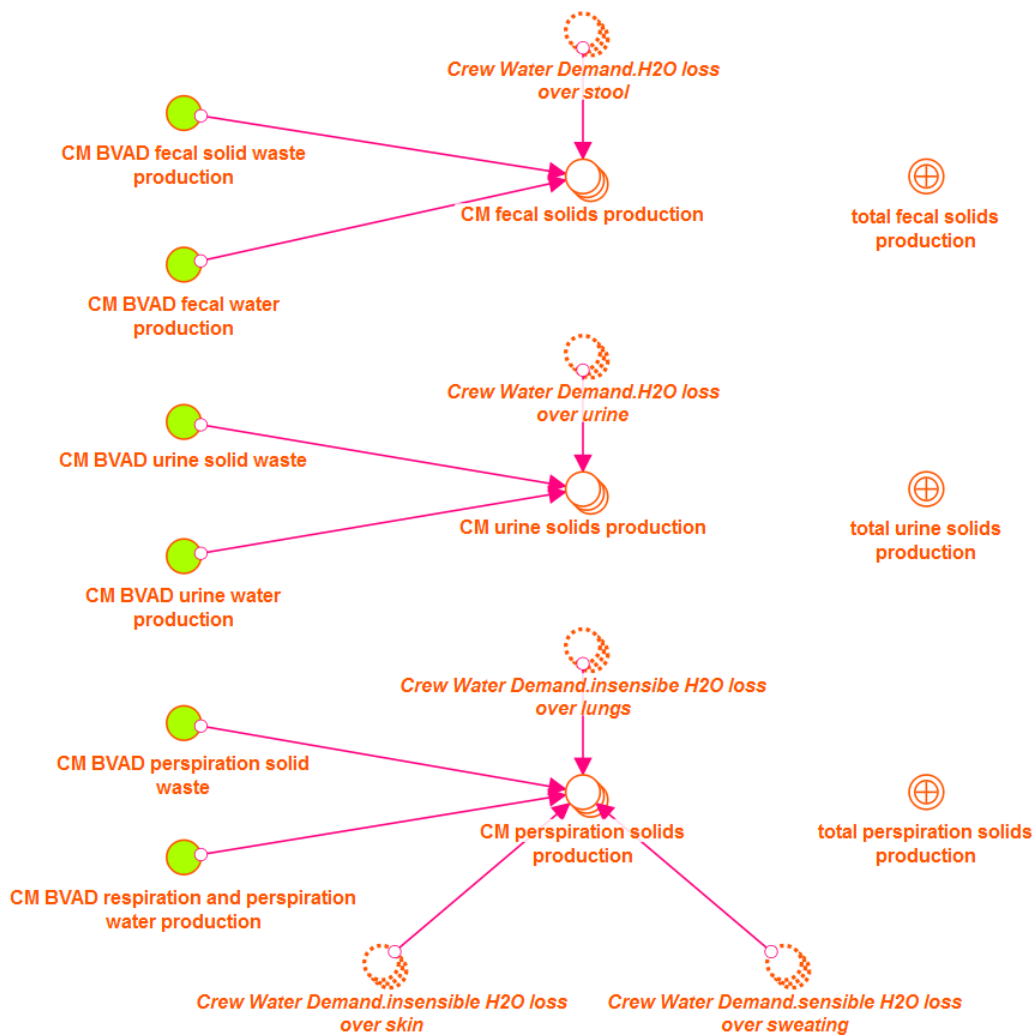 Crew Water Demand.H2O loss
over stool
CM BVAD fecal solid waste
production
CM fecal solids production
total fecal solids
production
CM BVAD fecal water
production
Crew Water Demand.H2O loss
over urine
CM BVAD urine solid waste
CM urine solids production
total urine solids
production
CM BVAD urine water
production
Crew Water Demand.insensibe H2O loss
over lungs
CM BVAD perspiration solid
waste
CM perspiration solids
production
total perspiration solids
production
CM BVAD respiration and perspiration
water production
Crew Water Demand.insensible H2O loss
over skin
Crew Water Demand.sensible H2O loss
over sweating